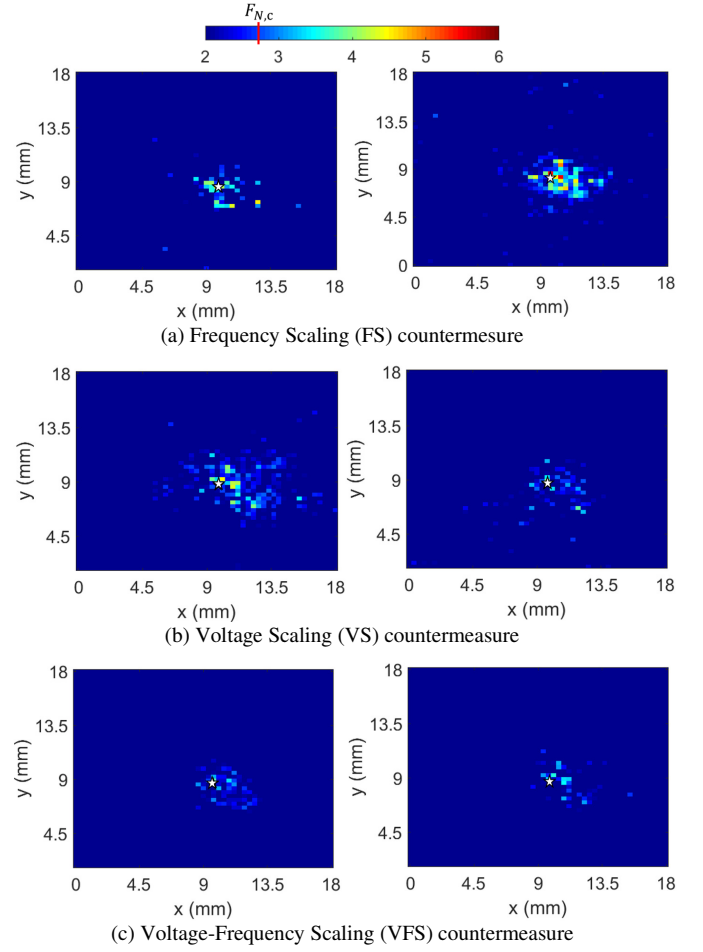 F_N,c
2 3 4 5 6
18 18
13.5 13.5
9 9
4.5 4.5
0
y (mm) y (mm)
0 4.5 9 13.5 18 0 4.5 9 13.5 18
x (mm) x (mm)
(a) Frequency Scaling (FS) countermesure
18 18
13.5 13.5
9 9
4.5 4.5
y (mm) y (mm)
0 4.5 9 13.5 18 0 4.5 9 13.5 18
x (mm) x (mm)
(b) Voltage Scaling (VS) countermeasure
18 18
13.5 13.5
9 9
4.5 4.5
y (mm) y (mm)
0 4.5 9 13.5 18 0 4.5 9 13.5 18
x (mm) x (mm)
(c) Voltage-Frequency Scaling (VFS) countermeasure